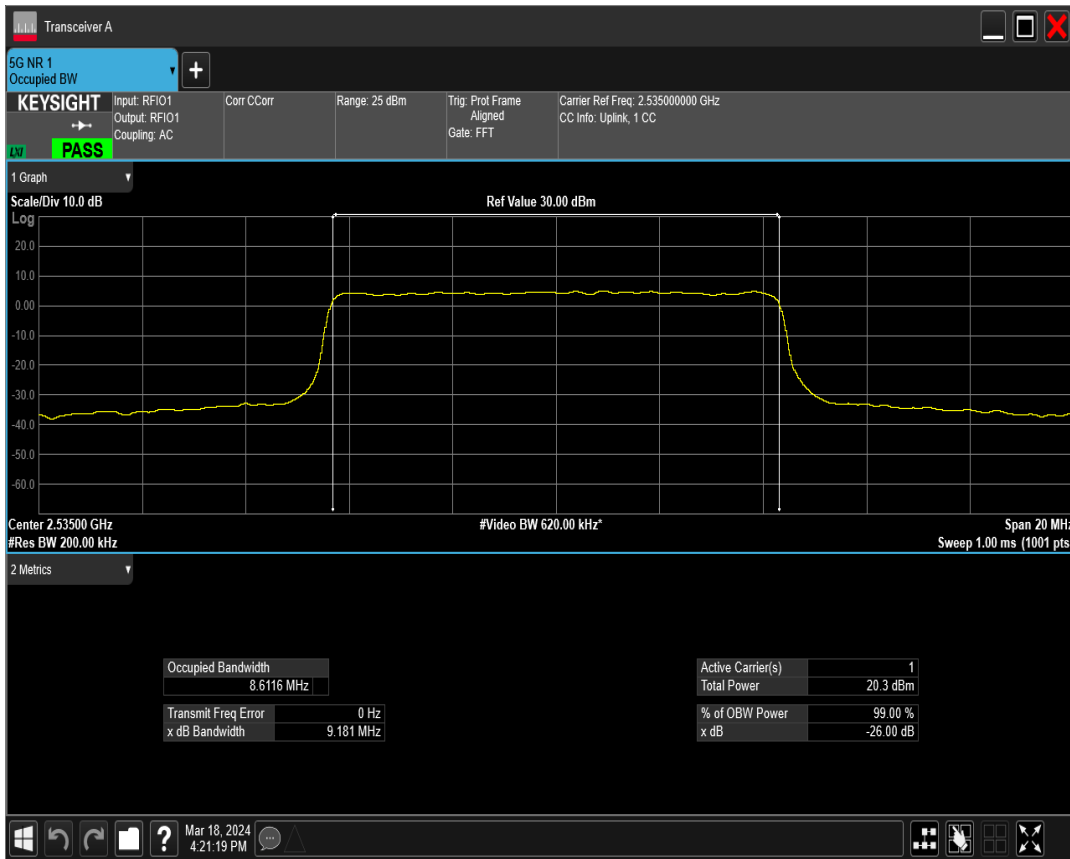 Transceiver A
5G NR 1
Occupied BW
KEYSIGHT
LXI
PASS
Input: RFIO1
Output: RFIO1
Coupling: AC
Corr CCorr
Range: 25 dBm
Trig: Prot Frame
Aligned
Gate: FFT
Carrier Ref Freq: 2.535000000 GHz
CC Info: Uplink, 1 CC
1 Graph
Scale/Div 10.0 dB
Ref Value 30.00 dBm
Log
20.0
10.0
0.00
-10.0
-20.0
-30.0
-40.0
-50.0
-60.0
Center 2.53500 GHz
#Video BW 620.00 kHz*
Span 20 MHz
#Res BW 200.00 kHz
Sweep 1.00 ms (1001 pts
2 Metrics
Occupied Bandwidth
8.6116 MHz
Transmit Freq Error 0 Hz
x dB Bandwidth 9.181 MHz
Active Carrier(s) 1
Total Power 20.3 dBm
% of OBW Power 99.00 %
x dB -26.00 dB
?
Mar 18, 2024
4:21:19 PM